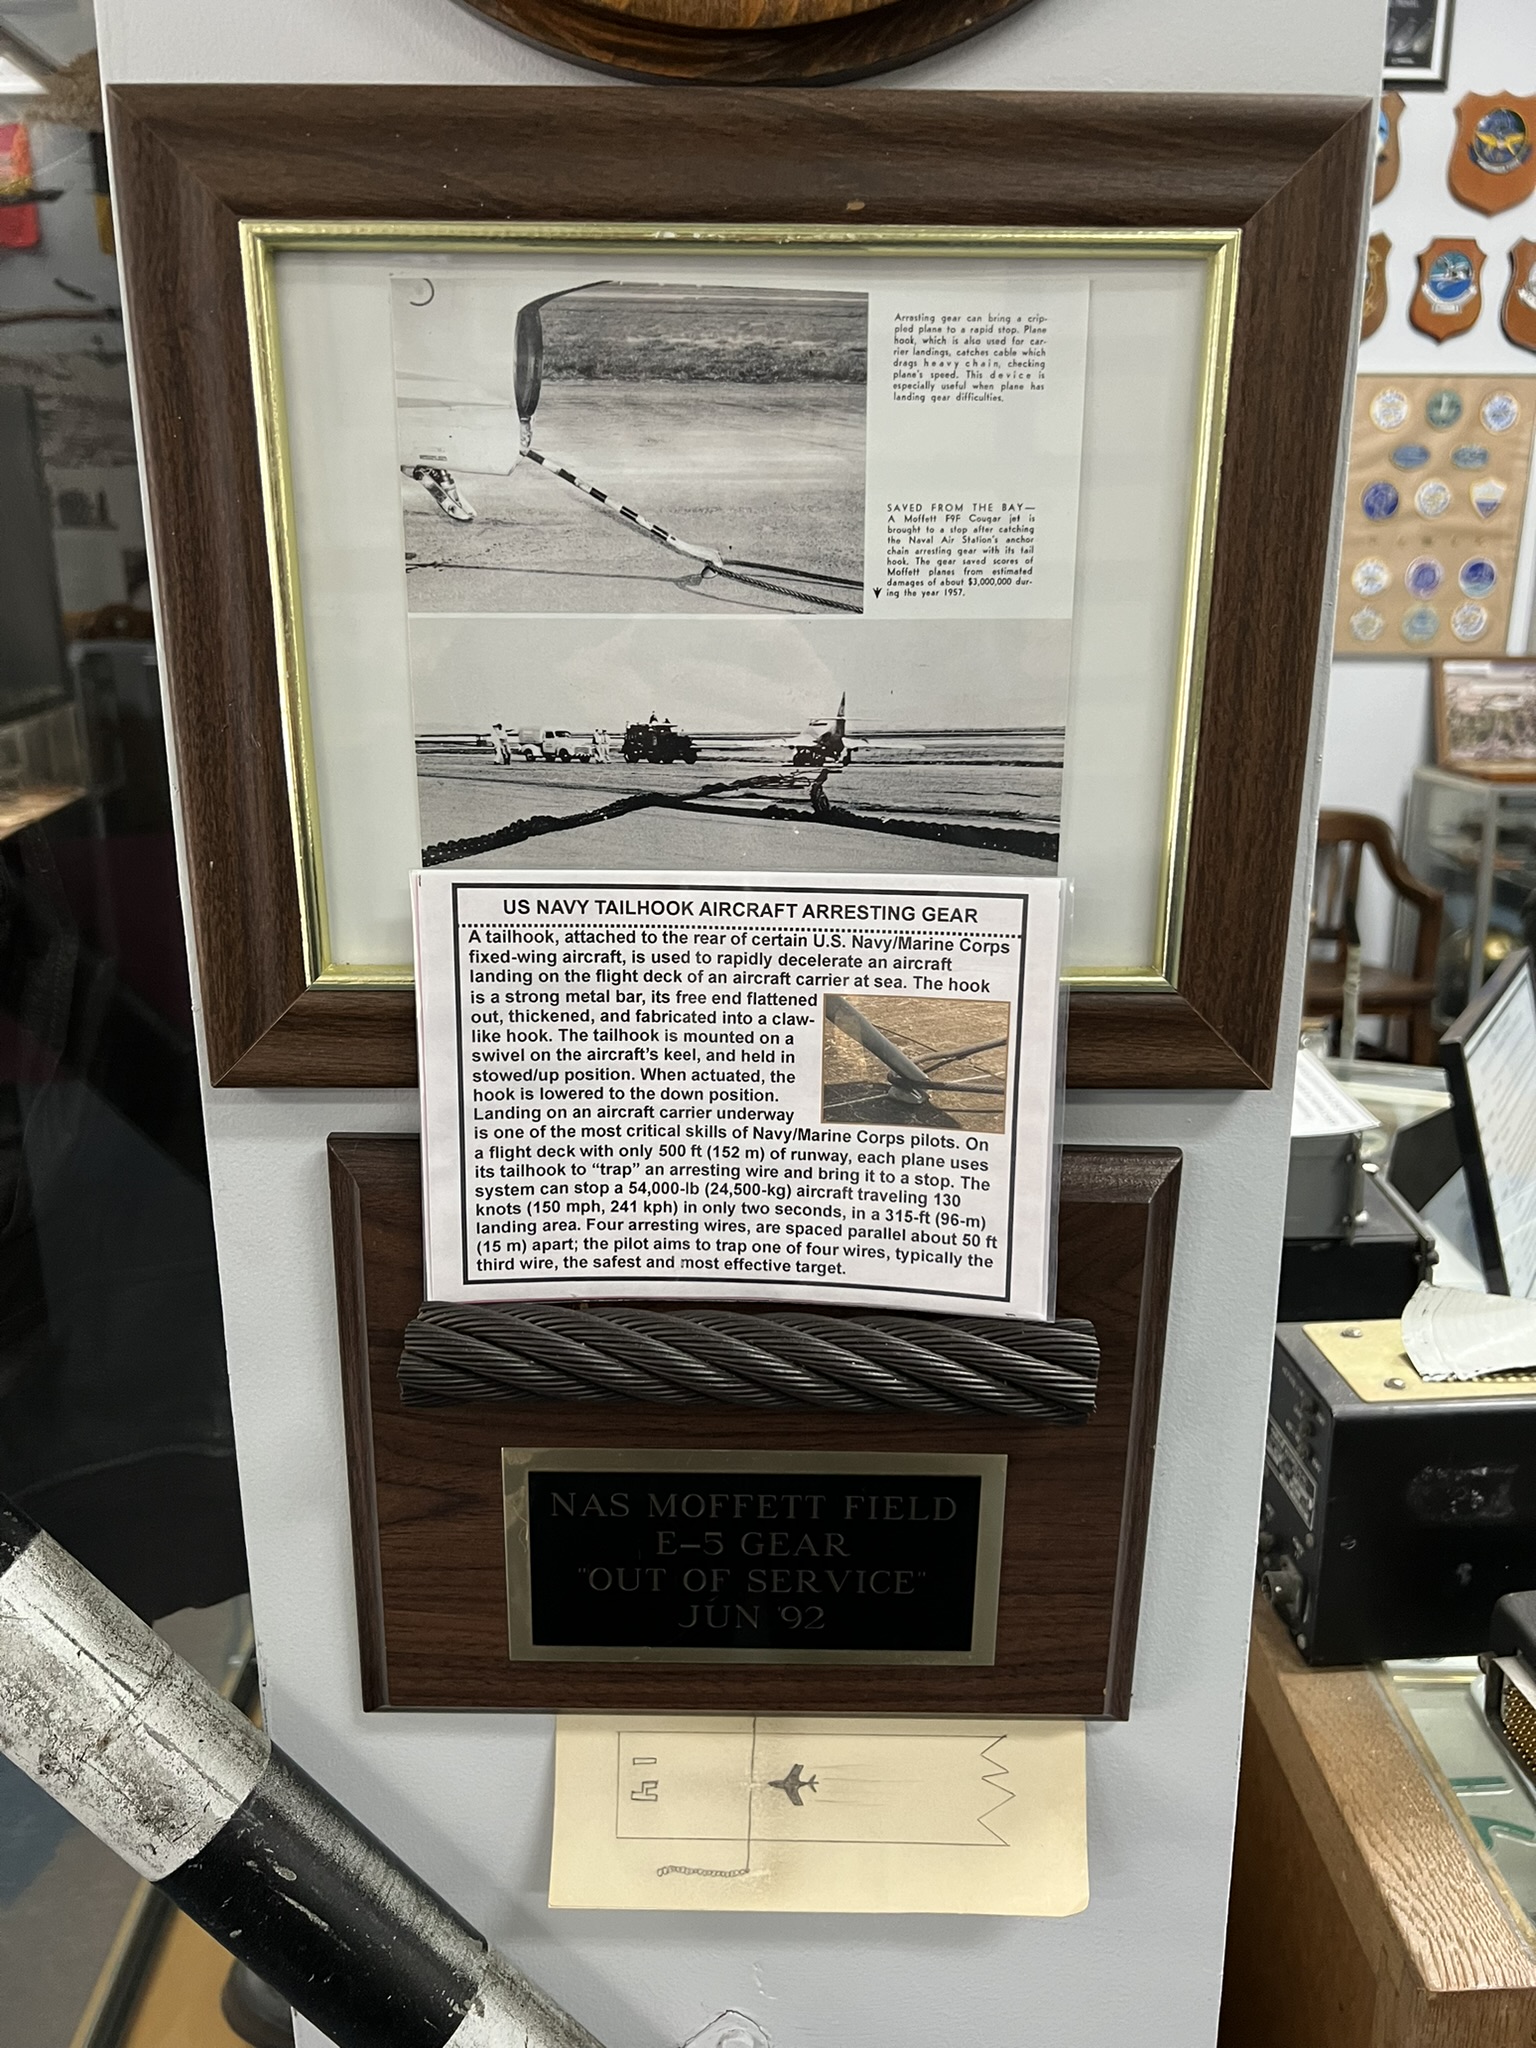 Arresting gear can bring a crip-
pled plane to a rapid stop. Plane
hook, which is also used for car-
rier landings, catches cable which
drags heavy chain, checking
plane's speed. This device is
especially useful when plane has
landing gear difficulties.
SAVED FROM THE BAY—
A Moffett F9F Cougar jet is
brought to a stop after catching
the Naval Air Station's anchor
chain arresting gear with its tail
hook. The gear saved scores of
Moffett planes from estimated
damages of about $3,000,000 dur-
ing the year 1957.
US NAVY TAILHOOK AIRCRAFT ARRESTING GEAR
A tailhook, attached to the rear of certain U.S. Navy/Marine Corps
fixed-wing aircraft, is used to rapidly decelerate an aircraft
landing on the flight deck of an aircraft carrier at sea. The hook
is a strong metal bar, its free end flattened
out, thickened, and fabricated into a claw-
like hook. The tailhook is mounted on a
swivel on the aircraft's keel, and held in
stowed/up position. When actuated, the
hook is lowered to the down position.
Landing on an aircraft carrier underway
is one of the most critical skills of Navy/Marine Corps pilots. On
a flight deck with only 500 ft (152 m) of runway, each plane uses
its tailhook to “trap” an arresting wire and bring it to a stop. The
system can stop a 54,000-lb (24,500-kg) aircraft traveling 130
knots (150 mph, 241 kph) in only two seconds, in a 315-ft (96-m)
landing area. Four arresting wires, are spaced parallel about 50 ft
(15 m) apart; the pilot aims to trap one of four wires, typically the
third wire, the safest and most effective target.
NAS MOFFETT FIELD
E-5 GEAR
"OUT OF SERVICE"
JUN '92